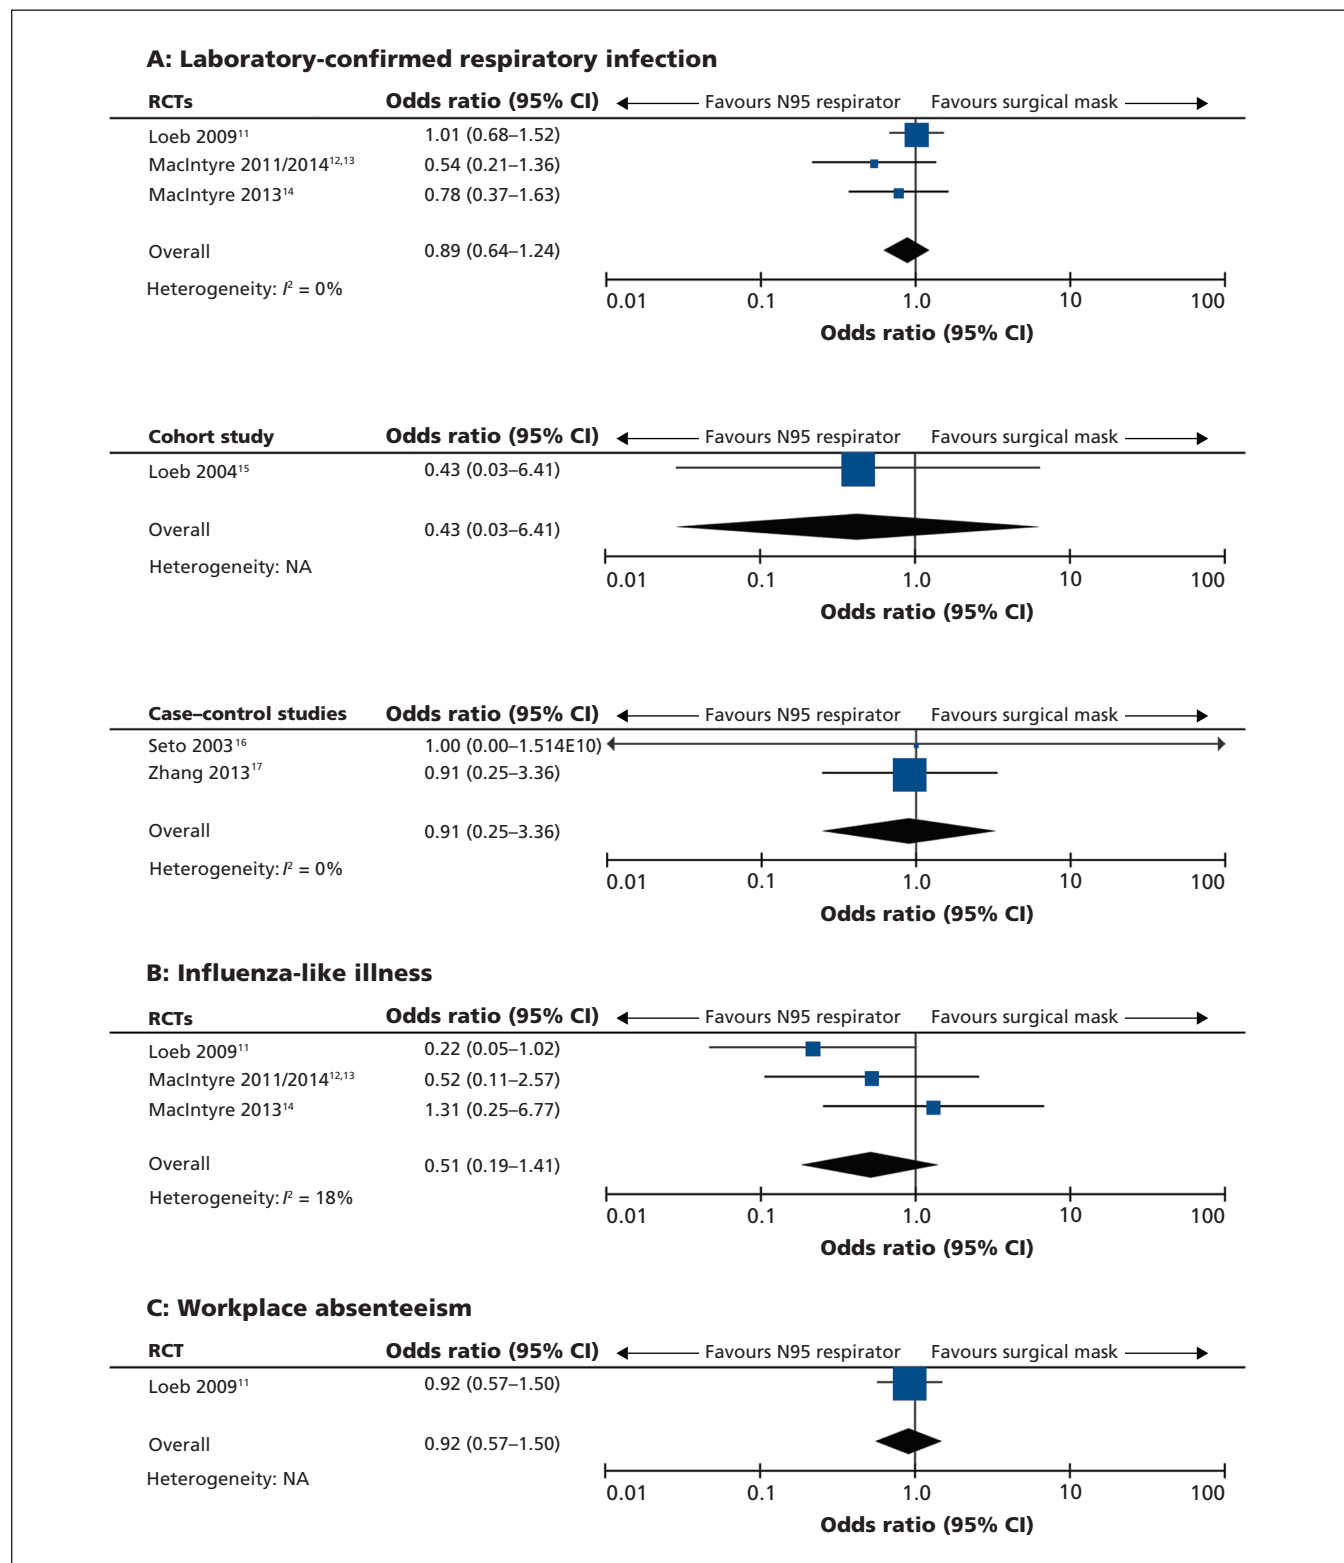 A: Laboratory-confirmed respiratory infection
RCTs Odds ratio (95% CI) Favours N95 respirator Favours surgical mask
Loeb 2009¹¹ 1.01 (0.68–1.52)
MacIntyre 2011/2014¹²,¹³ 0.54 (0.21–1.36)
MacIntyre 2013¹⁴ 0.78 (0.37–1.63)
Overall 0.89 (0.64–1.24)
Heterogeneity: I² = 0%
0.01 0.1 1.0 10 100
Odds ratio (95% CI)
Cohort study Odds ratio (95% CI) Favours N95 respirator Favours surgical mask
Loeb 2004¹⁵ 0.43 (0.03–6.41)
Overall 0.43 (0.03–6.41)
Heterogeneity: NA
0.01 0.1 1.0 10 100
Odds ratio (95% CI)
Case–control studies Odds ratio (95% CI) Favours N95 respirator Favours surgical mask
Seto 2003¹⁶ 1.00 (0.00–1.514E10)
Zhang 2013¹⁷ 0.91 (0.25–3.36)
Overall 0.91 (0.25–3.36)
Heterogeneity: I² = 0%
0.01 0.1 1.0 10 100
Odds ratio (95% CI)
B: Influenza-like illness
RCTs Odds ratio (95% CI) Favours N95 respirator Favours surgical mask
Loeb 2009¹¹ 0.22 (0.05–1.02)
MacIntyre 2011/2014¹²,¹³ 0.52 (0.11–2.57)
MacIntyre 2013¹⁴ 1.31 (0.25–6.77)
Overall 0.51 (0.19–1.41)
Heterogeneity: I² = 18%
0.01 0.1 1.0 10 100
Odds ratio (95% CI)
C: Workplace absenteeism
RCT Odds ratio (95% CI) Favours N95 respirator Favours surgical mask
Loeb 2009¹¹ 0.92 (0.57–1.50)
Overall 0.92 (0.57–1.50)
Heterogeneity: NA
0.01 0.1 1.0 10 100
Odds ratio (95% CI)